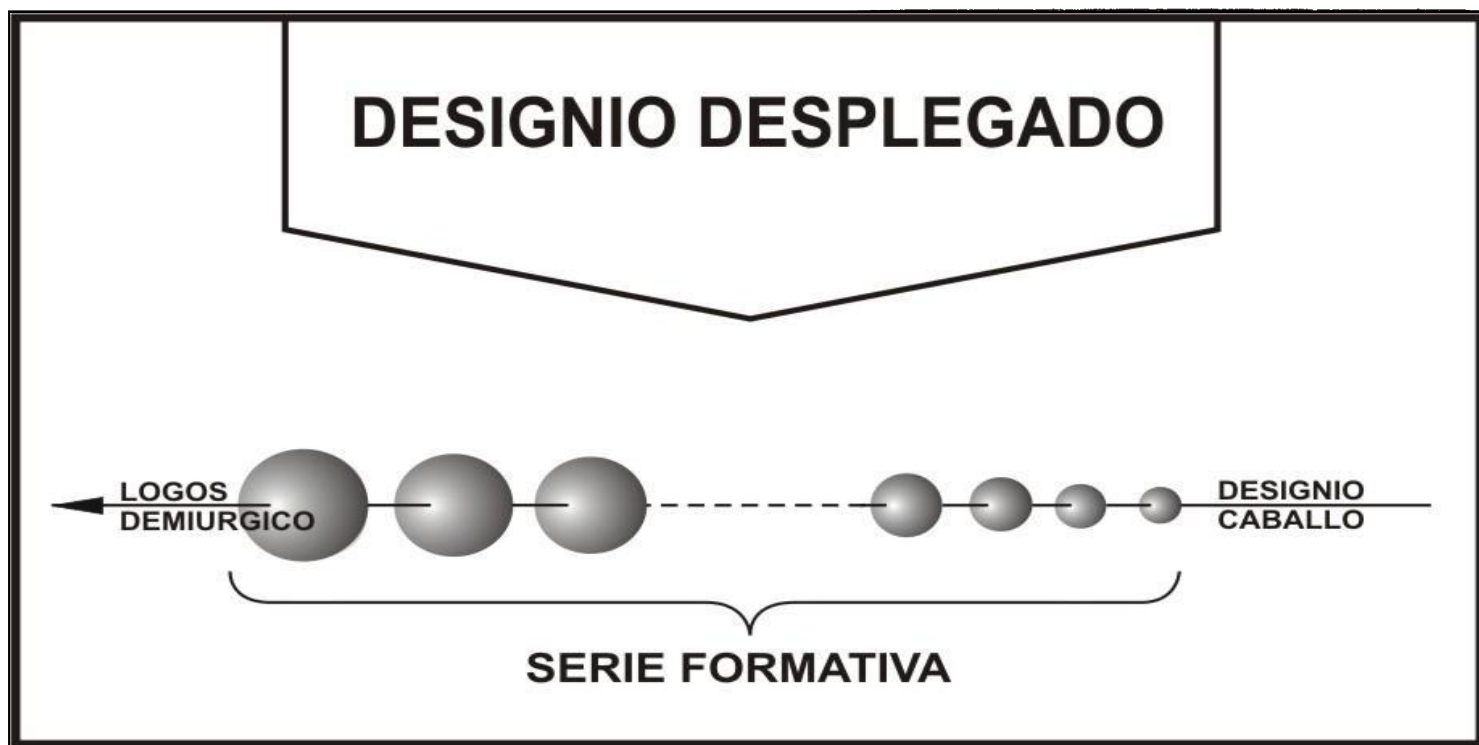 DESIGNIO DESPLEGADO
LOGOS
DEMIURGICO
DESIGNIO
CABALLO
SERIE FORMATIVA